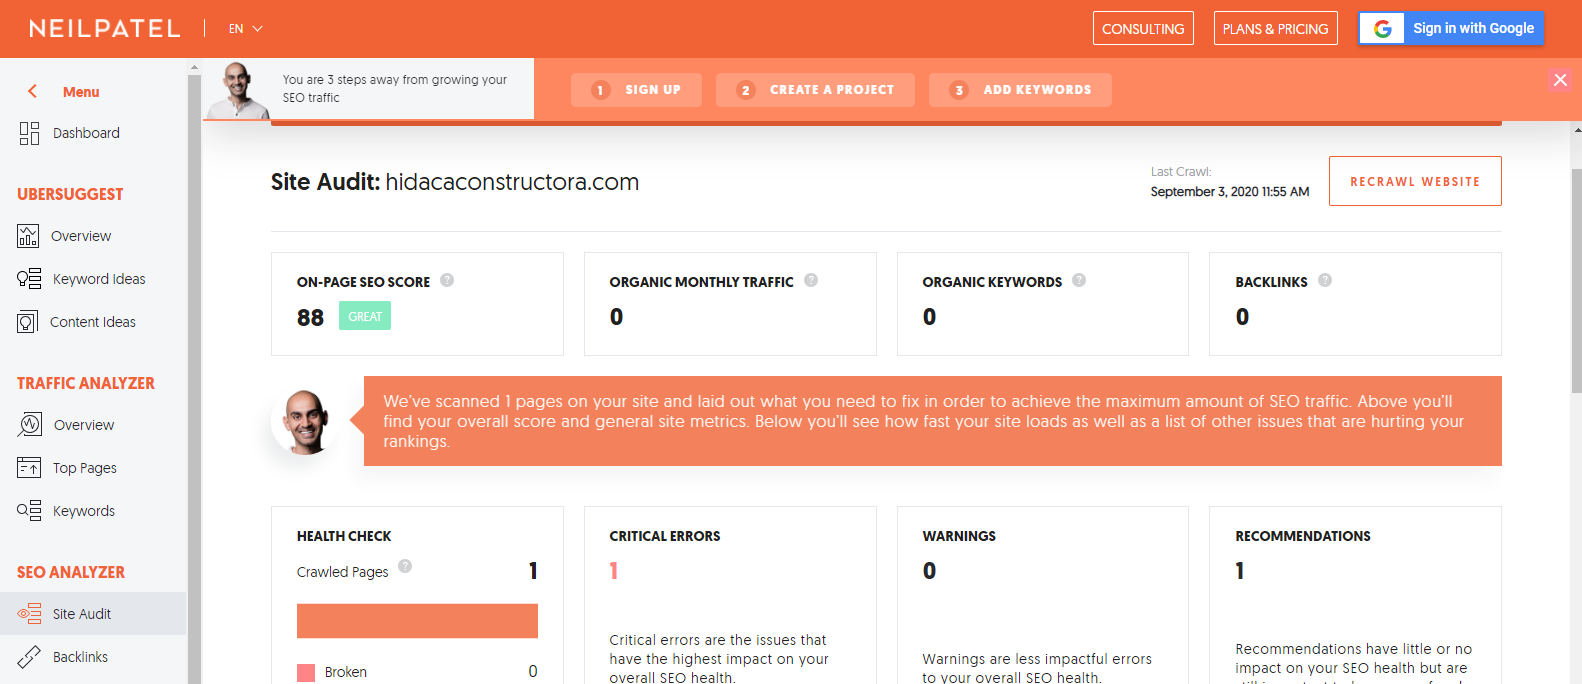 NEILPATEL
EN
CONSULTING
PLANS & PRICING
Sign in with Google
Menu
Dashboard
UBERSUGGEST
Overview
Keyword Ideas
Content Ideas
TRAFFIC ANALYZER
Overview
Top Pages
Keywords
SEO ANALYZER
Site Audit
Backlinks
You are 3 steps away from growing your
SEO traffic
1 SIGN UP
2 CREATE A PROJECT
3 ADD KEYWORDS
Site Audit: hidacaconstructora.com
Last Crawl:
September 3, 2020 11:55 AM
RECRAWL WEBSITE
ON-PAGE SEO SCORE ?
88 GREAT
ORGANIC MONTHLY TRAFFIC ?
0
ORGANIC KEYWORDS ?
0
BACKLINKS ?
0
We've scanned 1 pages on your site and laid out what you need to fix in order to achieve the maximum amount of SEO traffic. Above you'll
find your overall score and general site metrics. Below you'll see how fast your site loads as well as a list of other issues that are hurting your
rankings.
HEALTH CHECK
Crawled Pages ? 1
Broken 0
CRITICAL ERRORS
1
Critical errors are the issues that
have the highest impact on your
overall SEO health.
WARNINGS
0
Warnings are less impactful errors
to your overall SEO health.
RECOMMENDATIONS
1
Recommendations have little or no
impact on your SEO health but are